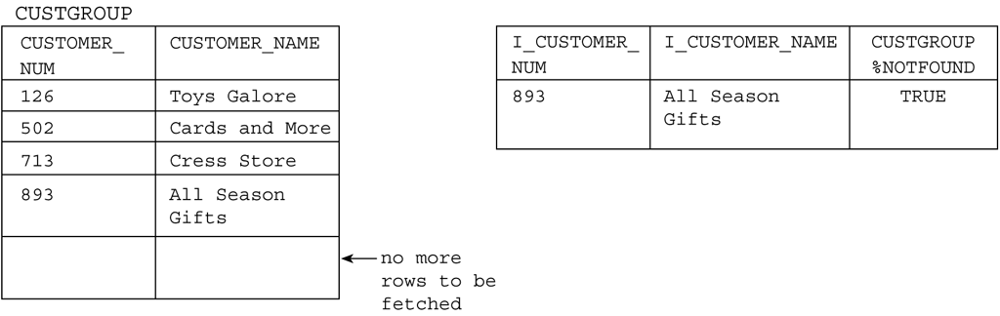 CUSTGROUP
CUSTOMER_ CUSTOMER_NAME
NUM
126 Toys Galore
502 Cards and More
713 Cress Store
893 All Season
Gifts
no more
rows to be
fetched
I_CUSTOMER_ I_CUSTOMER_NAME CUSTGROUP
NUM %NOTFOUND
893 All Season TRUE
Gifts